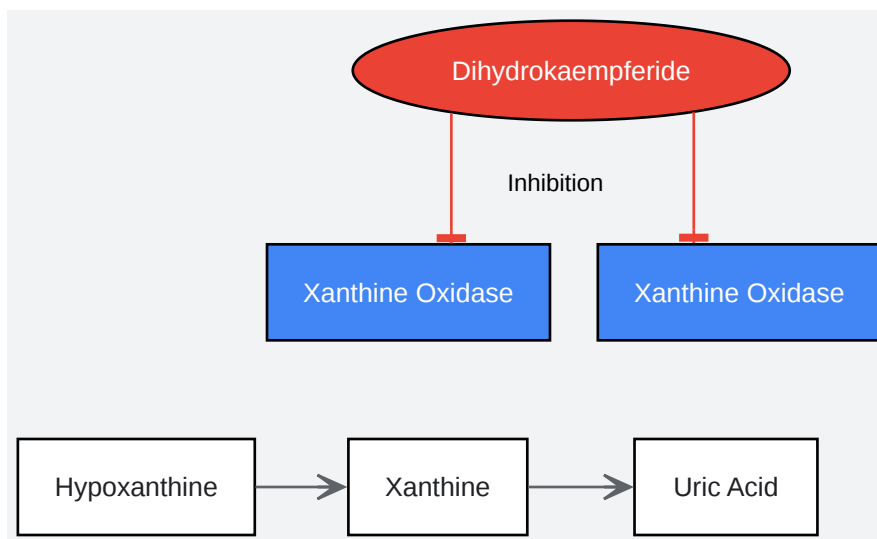 Dihydrokaempferide
Inhibition
Xanthine Oxidase
Xanthine Oxidase
Hypoxanthine
Xanthine
Uric Acid